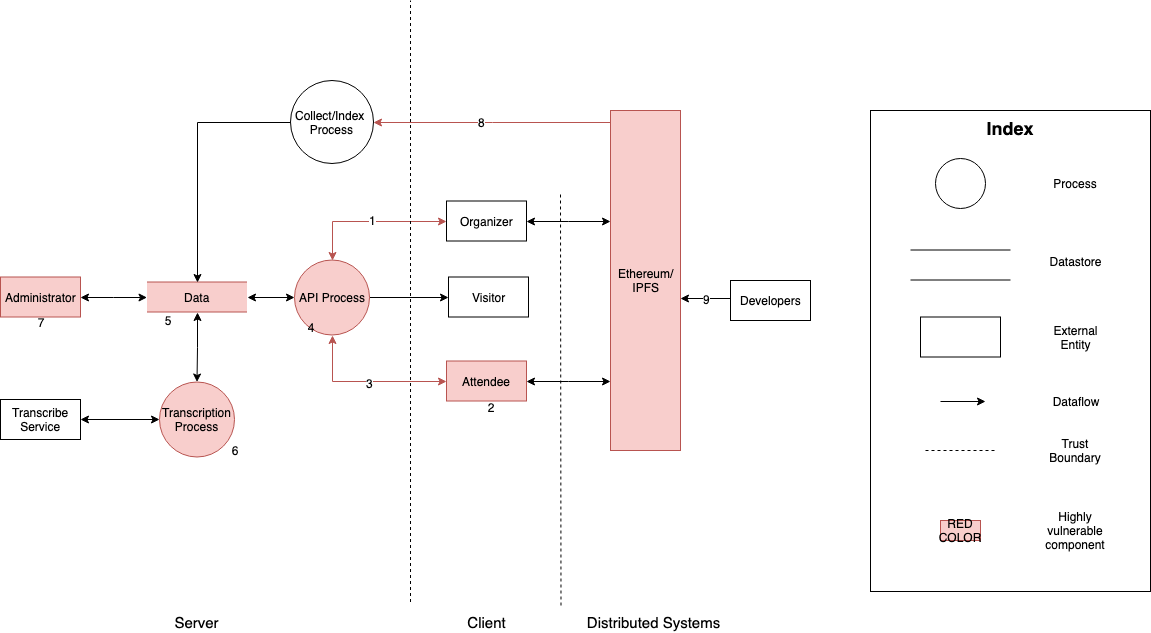 Collect/Index
Process
8
1
Organizer
Ethereum/
IPFS
Administrator
7
Data
5
API Process
4
Visitor
9
Developers
3
Attendee
2
Transcribe
Service
Transcription
Process
6
Server
Client
Distributed Systems
Index
Process
Datastore
External
Entity
Dataflow
Trust
Boundary
RED
COLOR
Highly
vulnerable
component